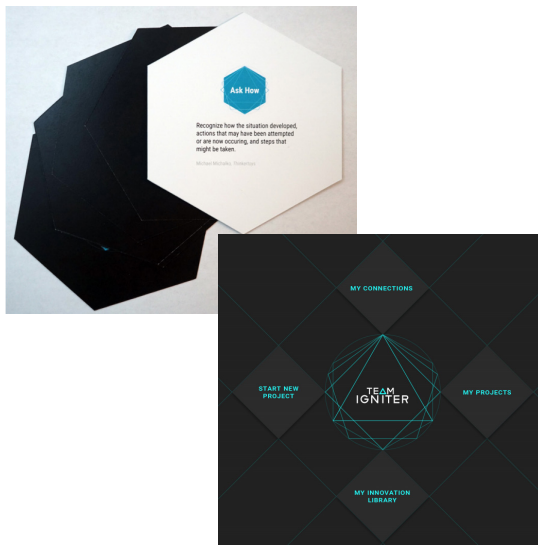 Ask How
Recognize how the situation developed,
actions that may have been attempted
or are now occuring, and steps that
might be taken.
MY CONNECTIONS
START NEW
PROJECT
TEAM
IGNITER
MY PROJECTS
MY INNOVATION
LIBRARY